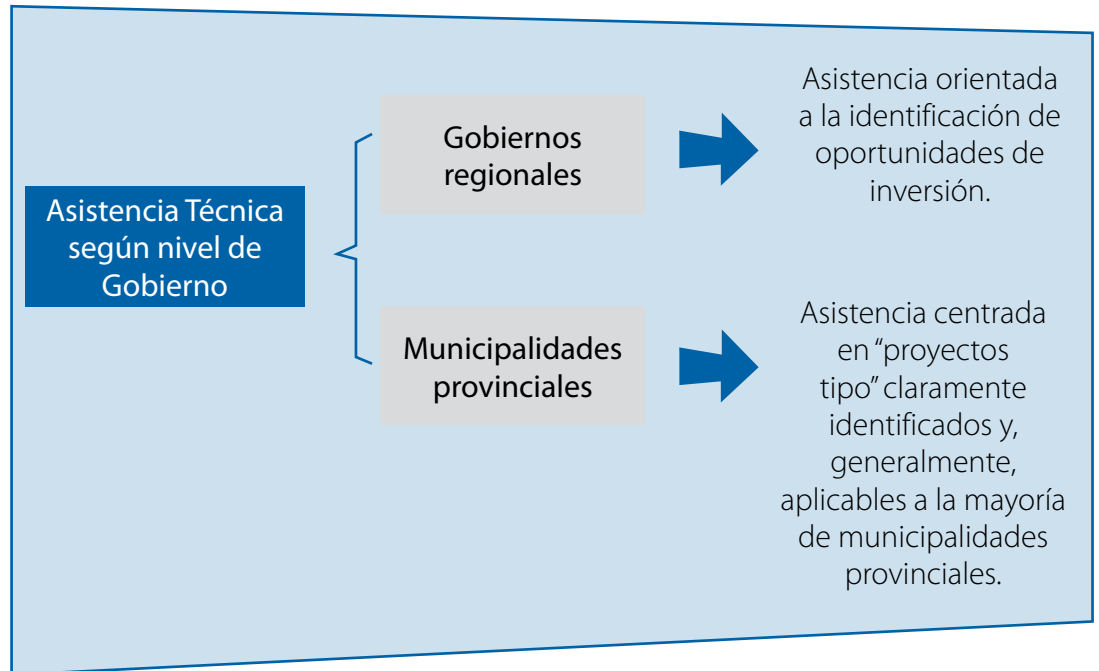 Asistencia Técnica
según nivel de
Gobierno
Gobiernos
regionales
Asistencia orientada
a la identificación de
oportunidades de
inversión.
Municipalidades
provinciales
Asistencia centrada
en “proyectos
tipo” claramente
identificados y,
generalmente,
aplicables a la mayoría
de municipalidades
provinciales.